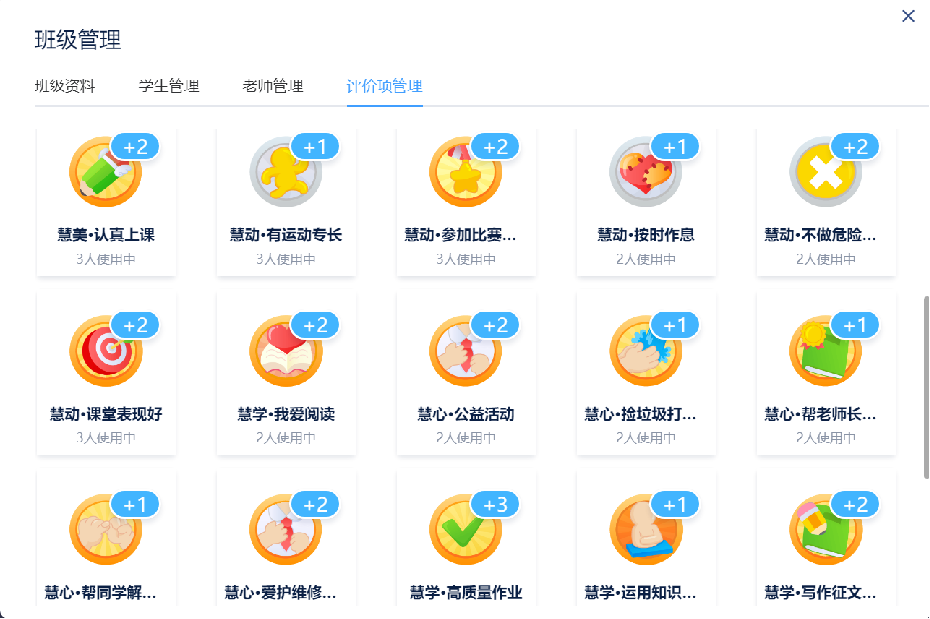 班级管理
班级资料 学生管理 老师管理 评价项管理
+2 +1 +2 +1 +2
慧美•认真上课 慧动•有运动专长 慧动•参加比赛... 慧动•按时作息 慧动•不做危险...
3人使用中 3人使用中 3人使用中 2人使用中 2人使用中
+2 +2 +2 +1 +1
慧动•课堂表现好 慧学•我爱阅读 慧心•公益活动 慧心•捡垃圾打... 慧心•帮老师长...
3人使用中 2人使用中 2人使用中 2人使用中 2人使用中
+1 +2 +3 +1 +2
慧心•帮同学解... 慧心•爱护维修... 慧学•高质量作业 慧学•运用知识... 慧学•写作征文...